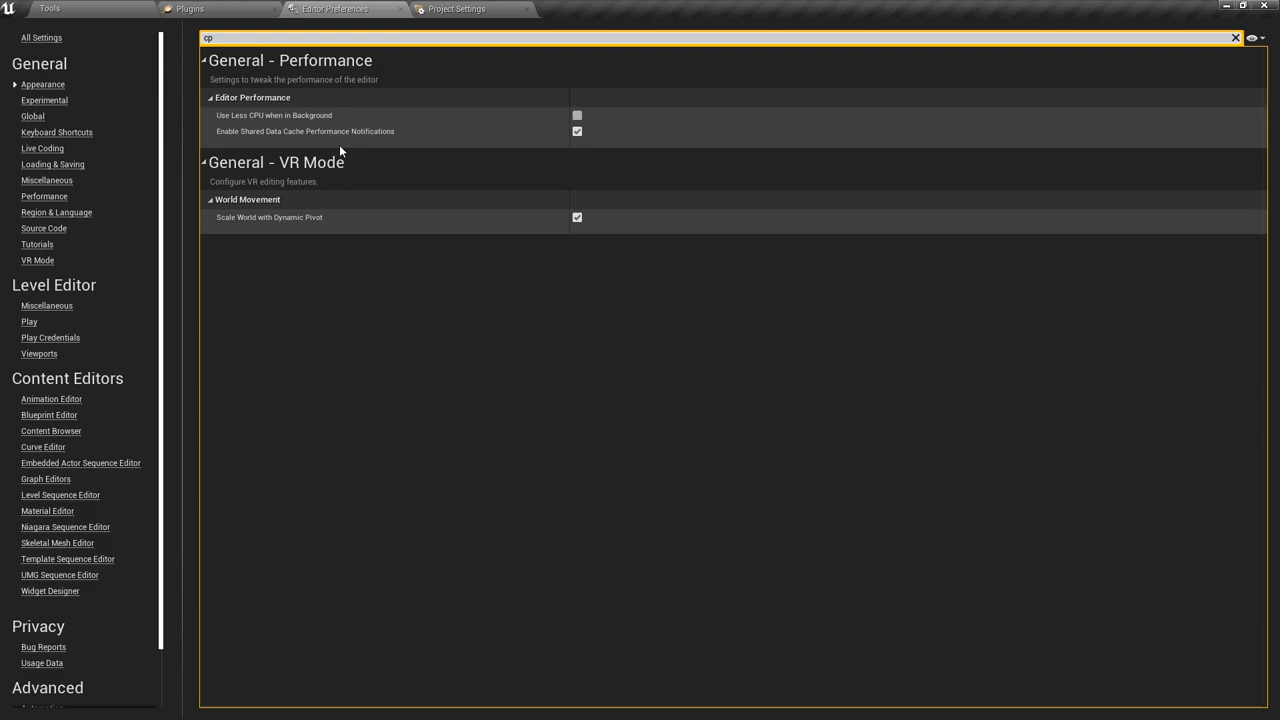 Tools
Plugins
Editor Preferences
Project Settings
cp
All Settings
General
Appearance
Experimental
Global
Keyboard Shortcuts
Live Coding
Loading & Saving
Miscellaneous
Performance
Region & Language
Source Code
Tutorials
VR Mode
Level Editor
Miscellaneous
Play
Play Credentials
Viewports
Content Editors
Animation Editor
Blueprint Editor
Content Browser
Curve Editor
Embedded Actor Sequence Editor
Graph Editors
Level Sequence Editor
Material Editor
Niagara Sequence Editor
Skeletal Mesh Editor
Template Sequence Editor
UMG Sequence Editor
Widget Designer
Privacy
Bug Reports
Usage Data
Advanced
General - Performance
Settings to tweak the performance of the editor
Editor Performance
Use Less CPU when in Background
Enable Shared Data Cache Performance Notifications
General - VR Mode
Configure VR editing features.
World Movement
Scale World with Dynamic Pivot